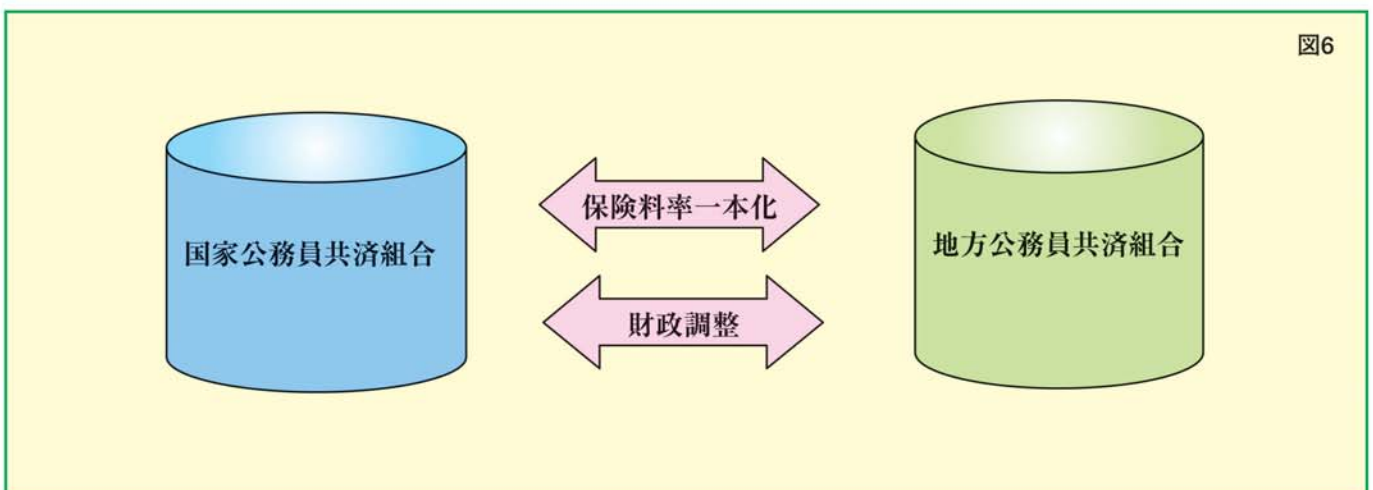 図6
国家公務員共済組合
保険料率一本化
地方公務員共済組合
財政調整